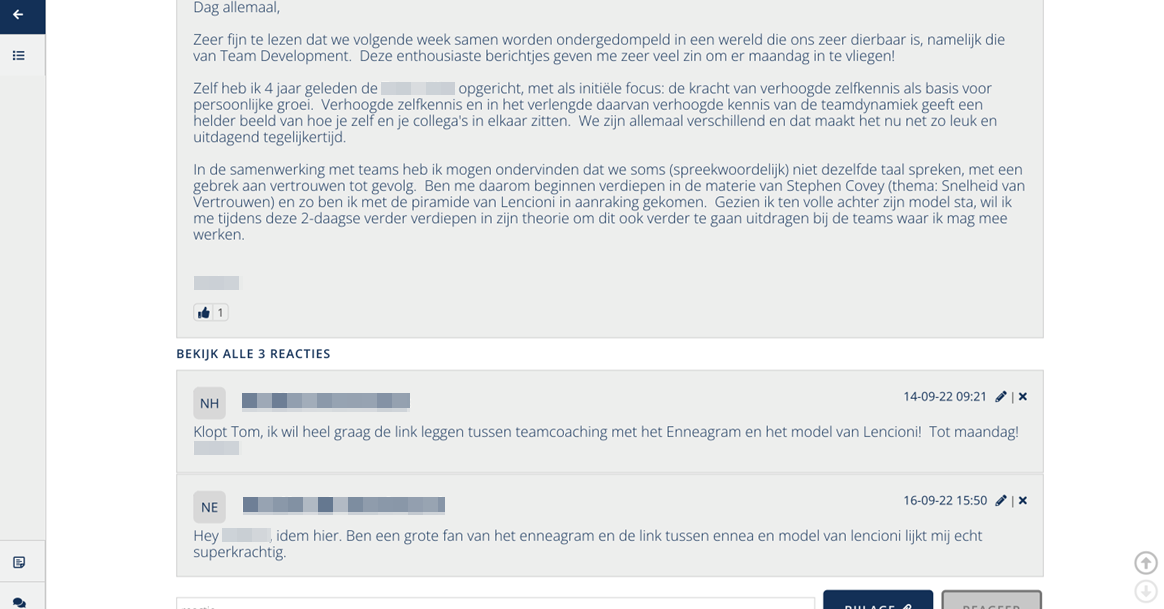 Dag allemaal,
Zeer fijn te lezen dat we volgende week samen worden ondergedompeld in een wereld die ons zeer dierbaar is, namelijk die
van Team Development.  Deze enthousiaste berichtjes geven me zeer veel zin om er maandag in te vliegen!
Zelf heb ik 4 jaar geleden de opgericht, met als initiële focus: de kracht van verhoogde zelfkennis als basis voor
persoonlijke groei.  Verhoogde zelfkennis en in het verlengde daarvan verhoogde kennis van de teamdynamiek geeft een
helder beeld van hoe je zelf en je collega's in elkaar zitten.  We zijn allemaal verschillend en dat maakt het nu net zo leuk en
uitdagend tegelijkertijd.
In de samenwerking met teams heb ik mogen ondervinden dat we soms (spreekwoordelijk) niet dezelfde taal spreken, met een
gebrek aan vertrouwen tot gevolg.  Ben me daarom beginnen verdiepen in de materie van Stephen Covey (thema: Snelheid van
Vertrouwen) en zo ben ik met de piramide van Lencioni in aanraking gekomen.  Gezien ik ten volle achter zijn model sta, wil ik
me tijdens deze 2-daagse verder verdiepen in zijn theorie om dit ook verder te gaan uitdragen bij de teams waar ik mag mee
werken.
1
BEKIJK ALLE 3 REACTIES
NH
14-09-22 09:21 |
Klopt Tom, ik wil heel graag de link leggen tussen teamcoaching met het Enneagram en het model van Lencioni!  Tot maandag!
NE
16-09-22 15:50 |
Hey , idem hier. Ben een grote fan van het enneagram en de link tussen ennea en model van lencioni lijkt mij echt
superkrachtig.
reactie
BIJLAGE
REAGEER